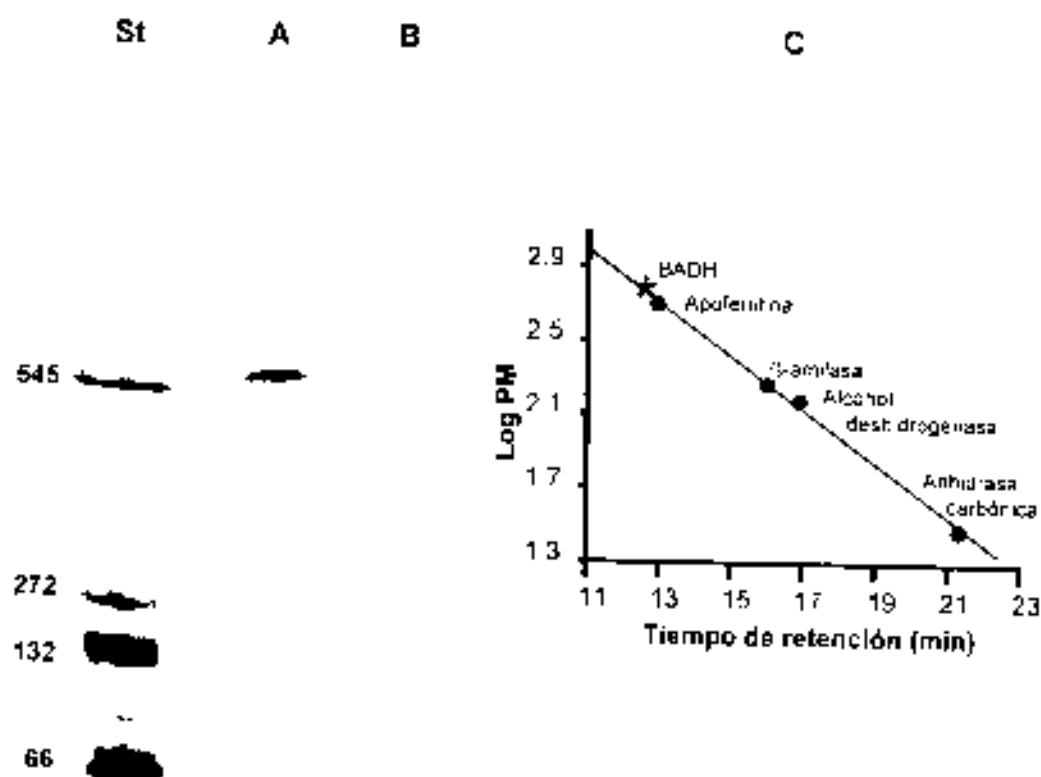 St A B C
545
272
132
66
Log PM
2.9
2.5
2.1
1.7
1.3
BADH
Apoferritina
β-amilasa
Alcohol
deshidrogenasa
Anhidrasa
carbónica
11 13 15 17 19 21 23
Tiempo de retención (min)